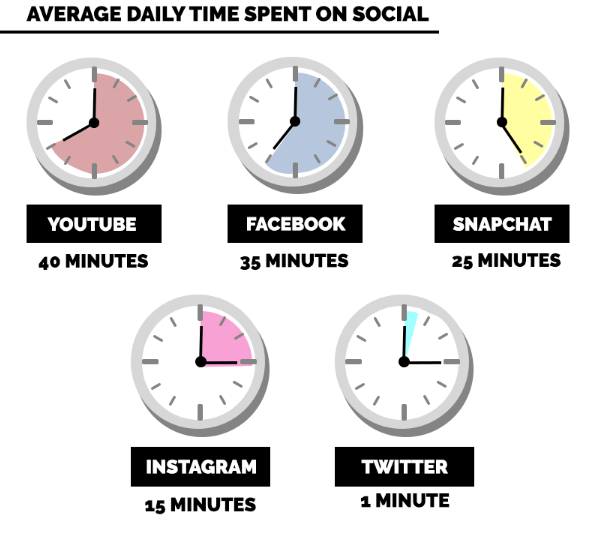 AVERAGE DAILY TIME SPENT ON SOCIAL
YOUTUBE
FACEBOOK
SNAPCHAT
40 MINUTES
35 MINUTES
25 MINUTES
INSTAGRAM
TWITTER
15 MINUTES
1 MINUTE